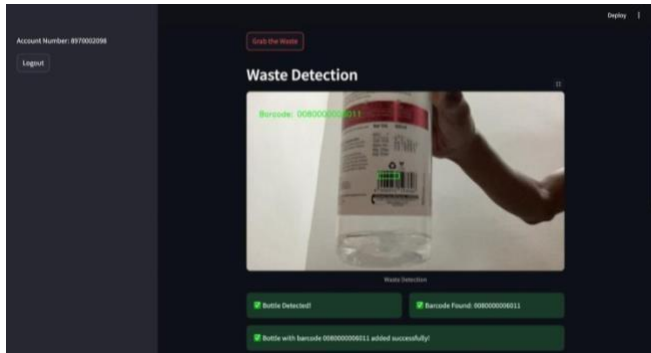 Deploy
Account Number: 8970002098
Logout
Grab the Waste
Waste Detection
Barcode: 0080000006011
Waste Detection
Bottle Detected!
Barcode Found: 0080000006011
Bottle with barcode 0080000006011 added successfully!